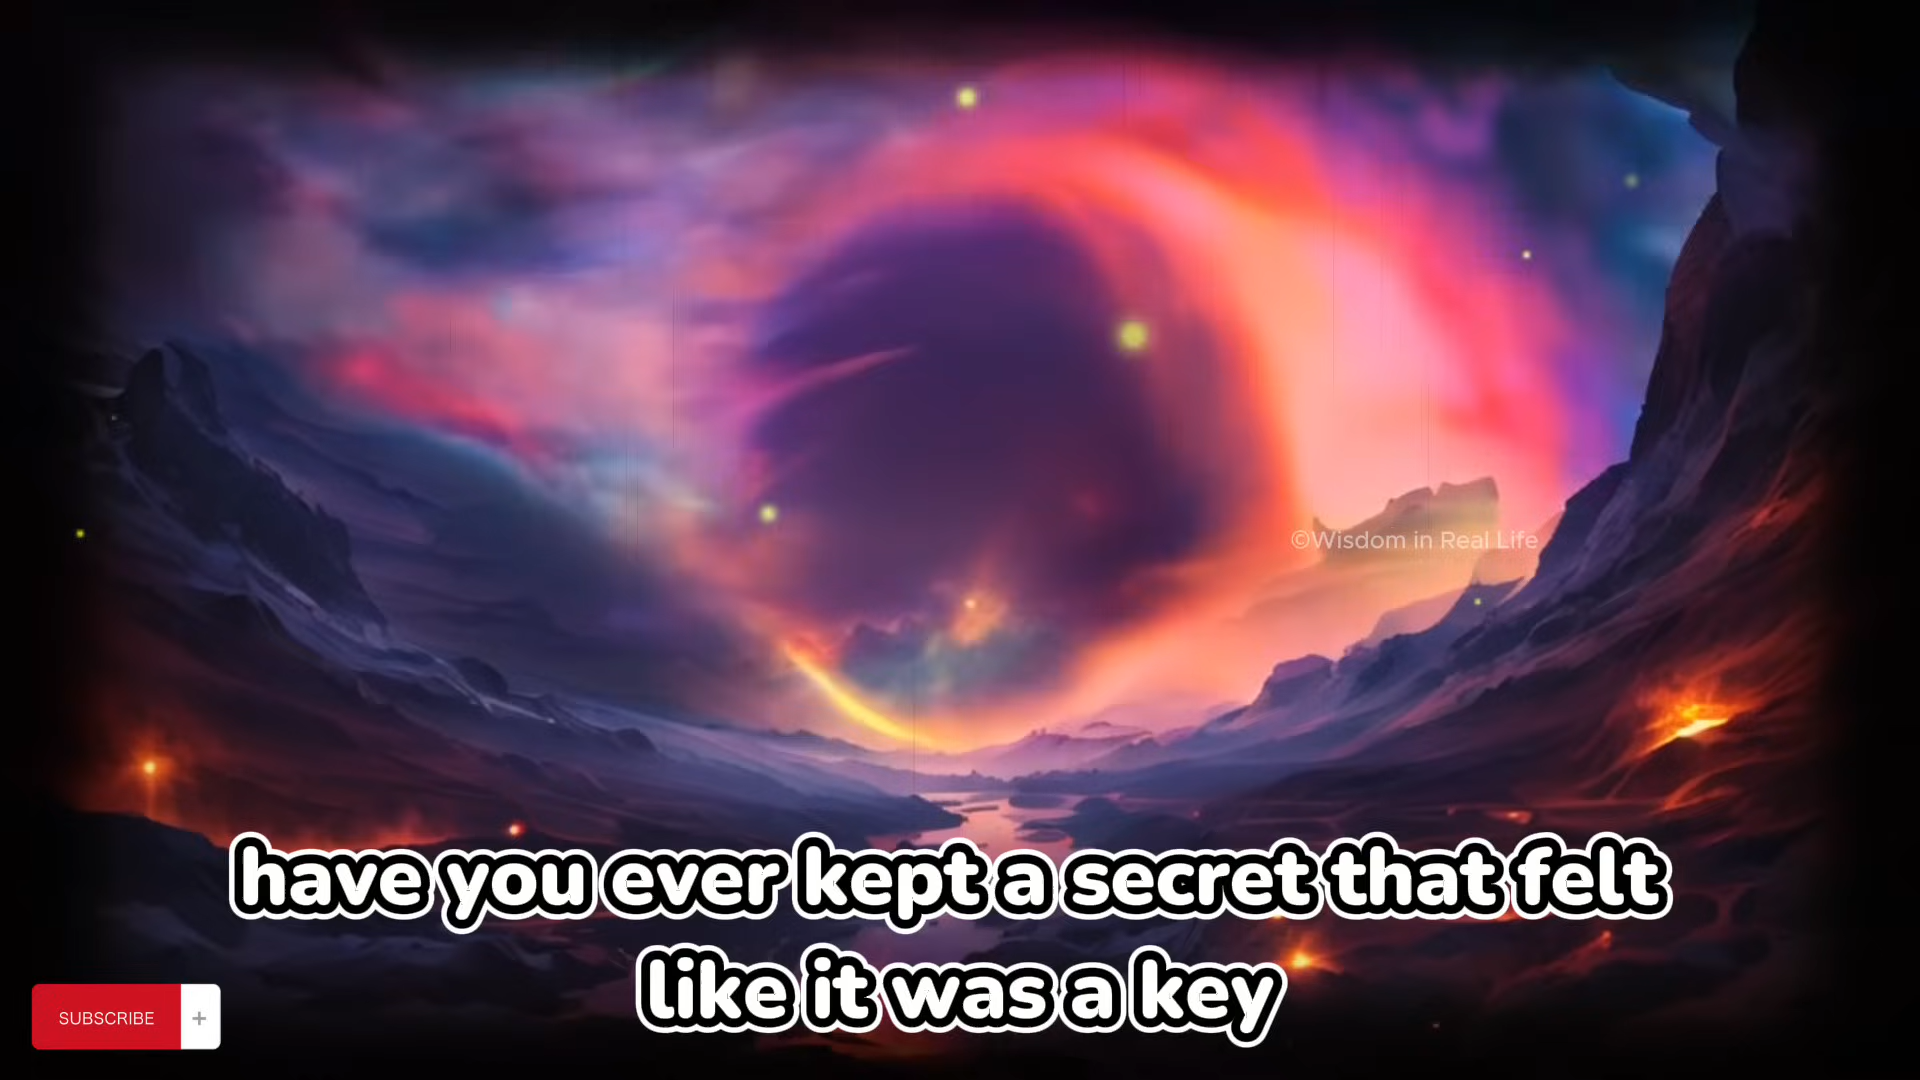 ©Wisdom in Real Life
have you ever kept a secret that felt
like it was a key
SUBSCRIBE +